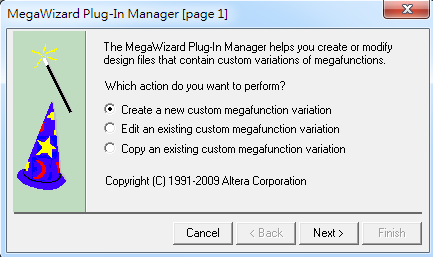 MegaWizard Plug-In Manager [page 1]
The MegaWizard Plug-In Manager helps you create or modify
design files that contain custom variations of megafunctions.
Which action do you want to perform?
Create a new custom megafunction variation
Edit an existing custom megafunction variation
Copy an existing custom megafunction variation
Copyright (C) 1991-2009 Altera Corporation
Cancel < Back Next > Finish